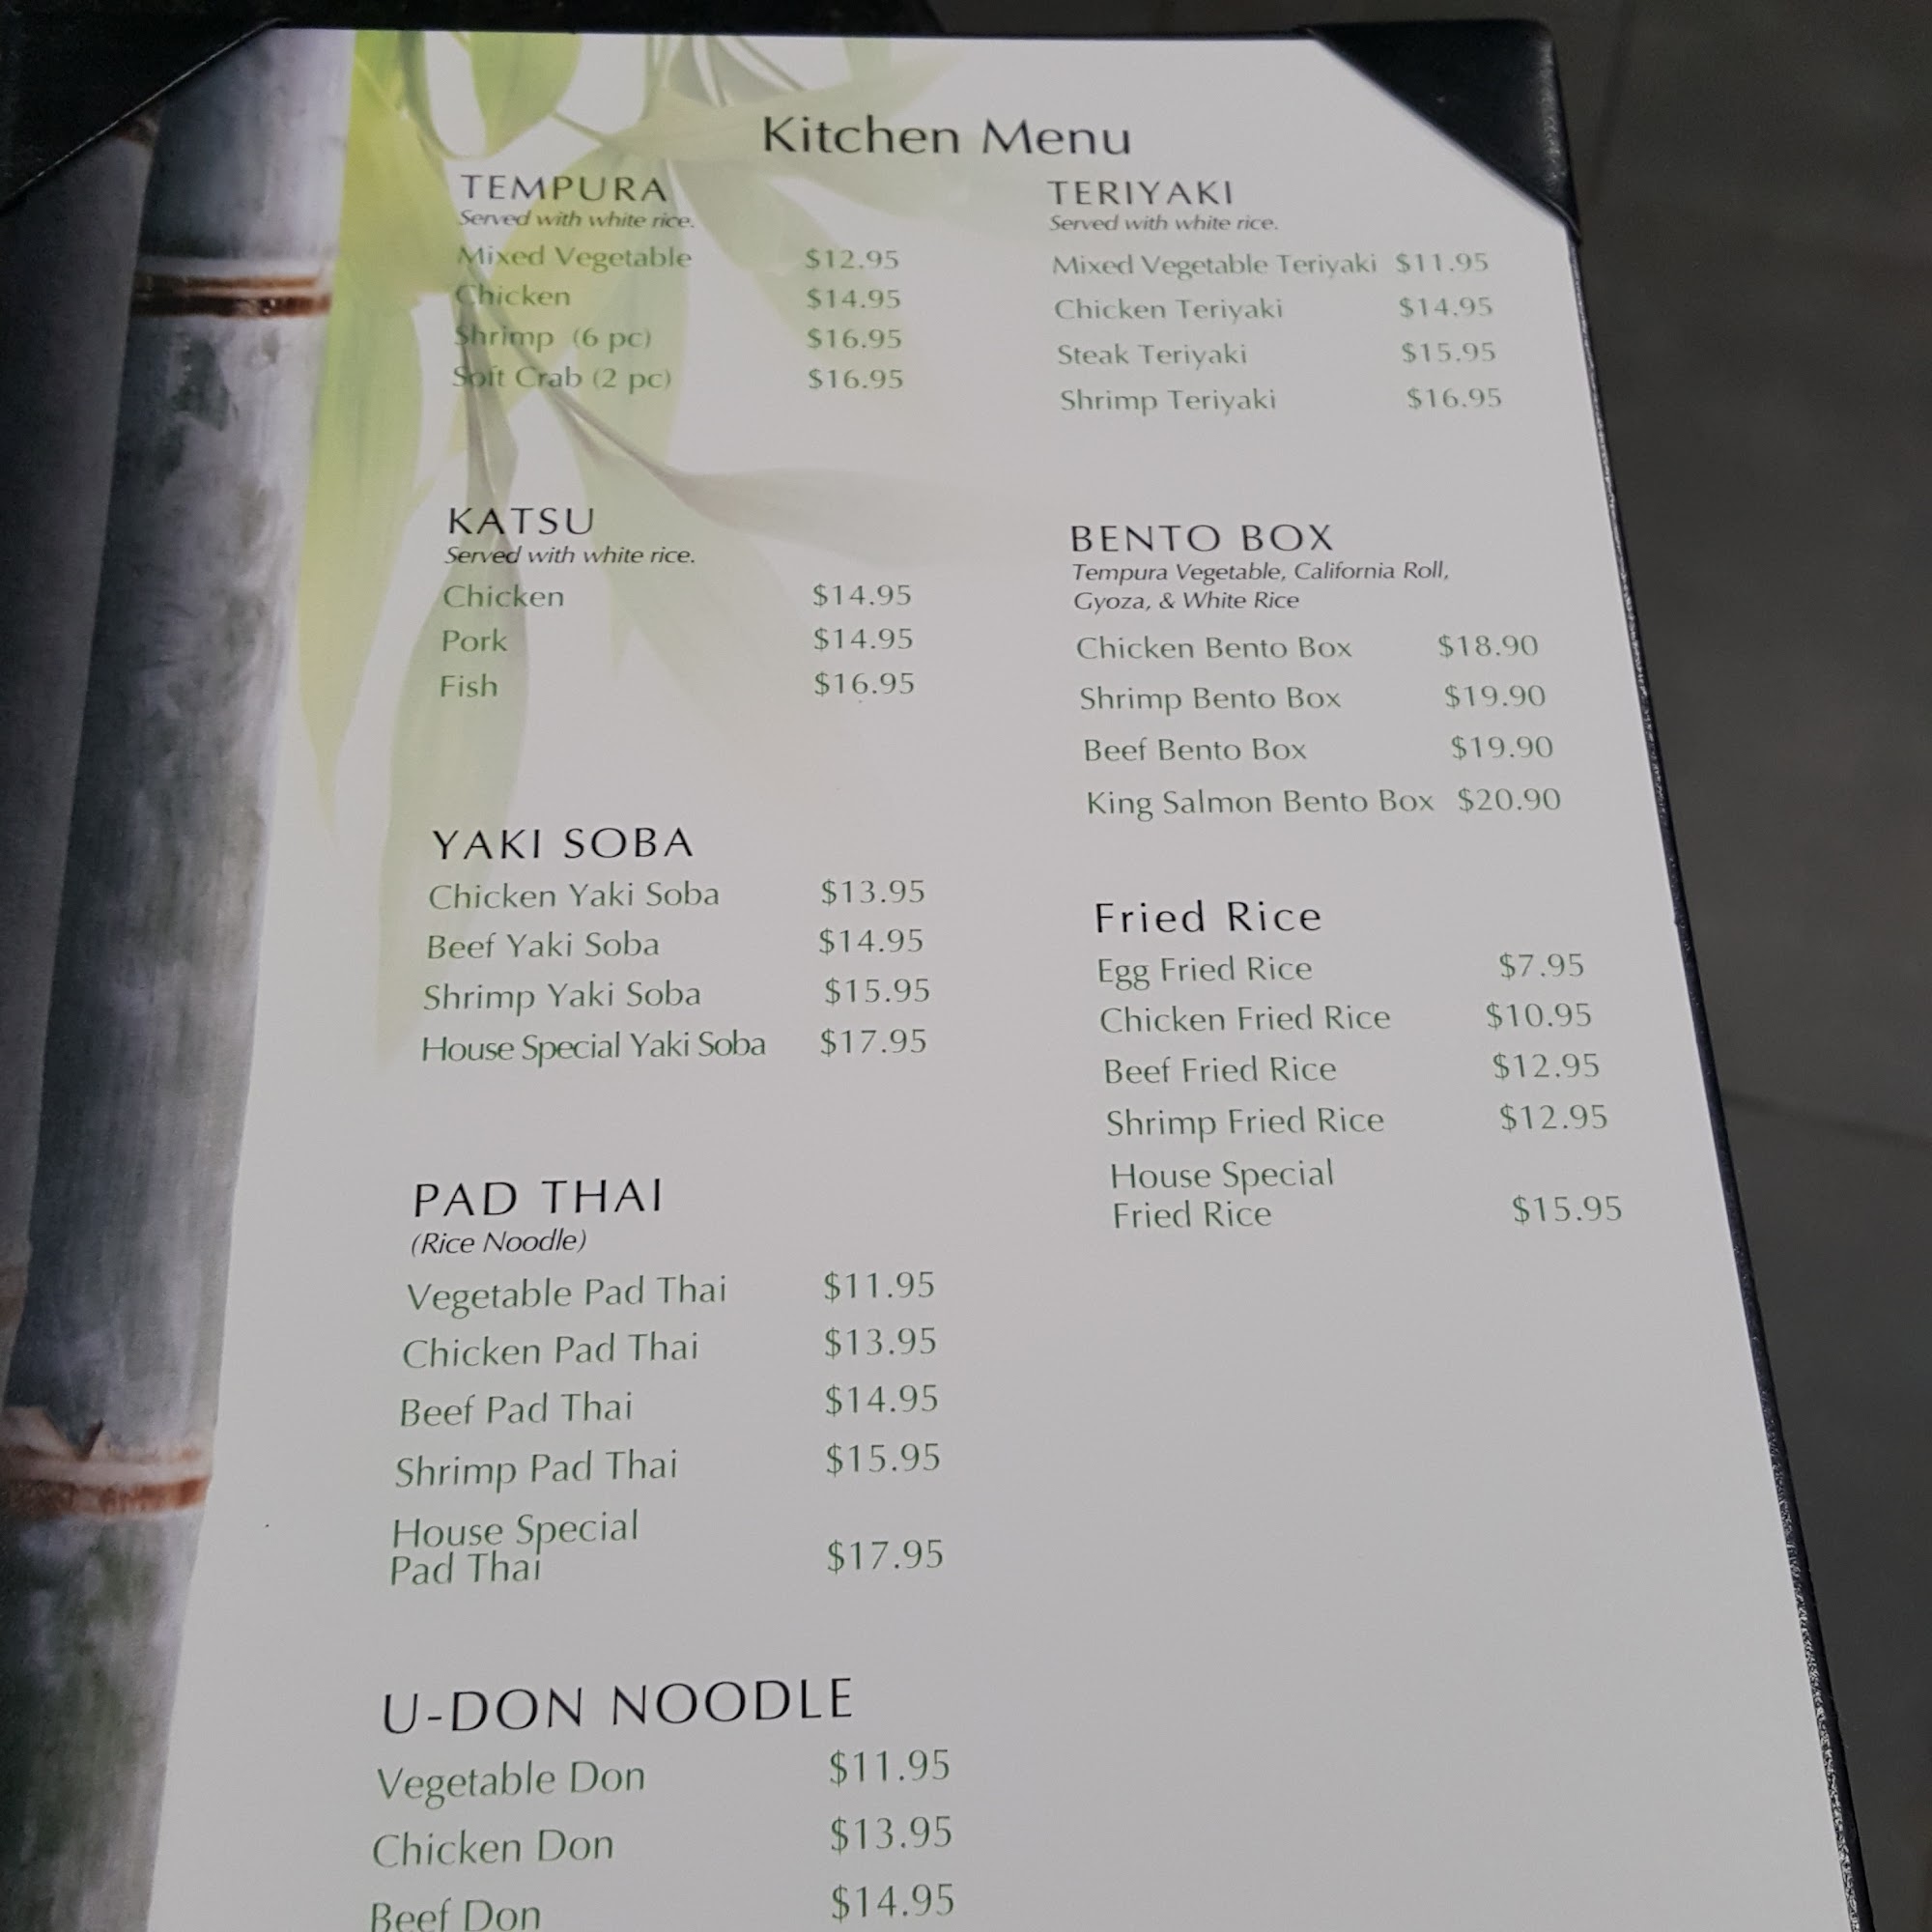 Kitchen Menu
TEMPURA
Served with white rice.
Mixed Vegetable $12.95
Chicken $14.95
Shrimp (6 pc) $16.95
Soft Crab (2 pc) $16.95
KATSU
Served with white rice.
Chicken $14.95
Pork $14.95
Fish $16.95
YAKI SOBA
Chicken Yaki Soba $13.95
Beef Yaki Soba $14.95
Shrimp Yaki Soba $15.95
House Special Yaki Soba $17.95
PAD THAI
(Rice Noodle)
Vegetable Pad Thai $11.95
Chicken Pad Thai $13.95
Beef Pad Thai $14.95
Shrimp Pad Thai $15.95
House Special
Pad Thai $17.95
U-DON NOODLE
Vegetable Don $11.95
Chicken Don $13.95
Beef Don $14.95
TERIYAKI
Served with white rice.
Mixed Vegetable Teriyaki $11.95
Chicken Teriyaki $14.95
Steak Teriyaki $15.95
Shrimp Teriyaki $16.95
BENTO BOX
Tempura Vegetable, California Roll,
Gyoza, & White Rice
Chicken Bento Box $18.90
Shrimp Bento Box $19.90
Beef Bento Box $19.90
King Salmon Bento Box $20.90
Fried Rice
Egg Fried Rice $7.95
Chicken Fried Rice $10.95
Beef Fried Rice $12.95
Shrimp Fried Rice $12.95
House Special
Fried Rice $15.95